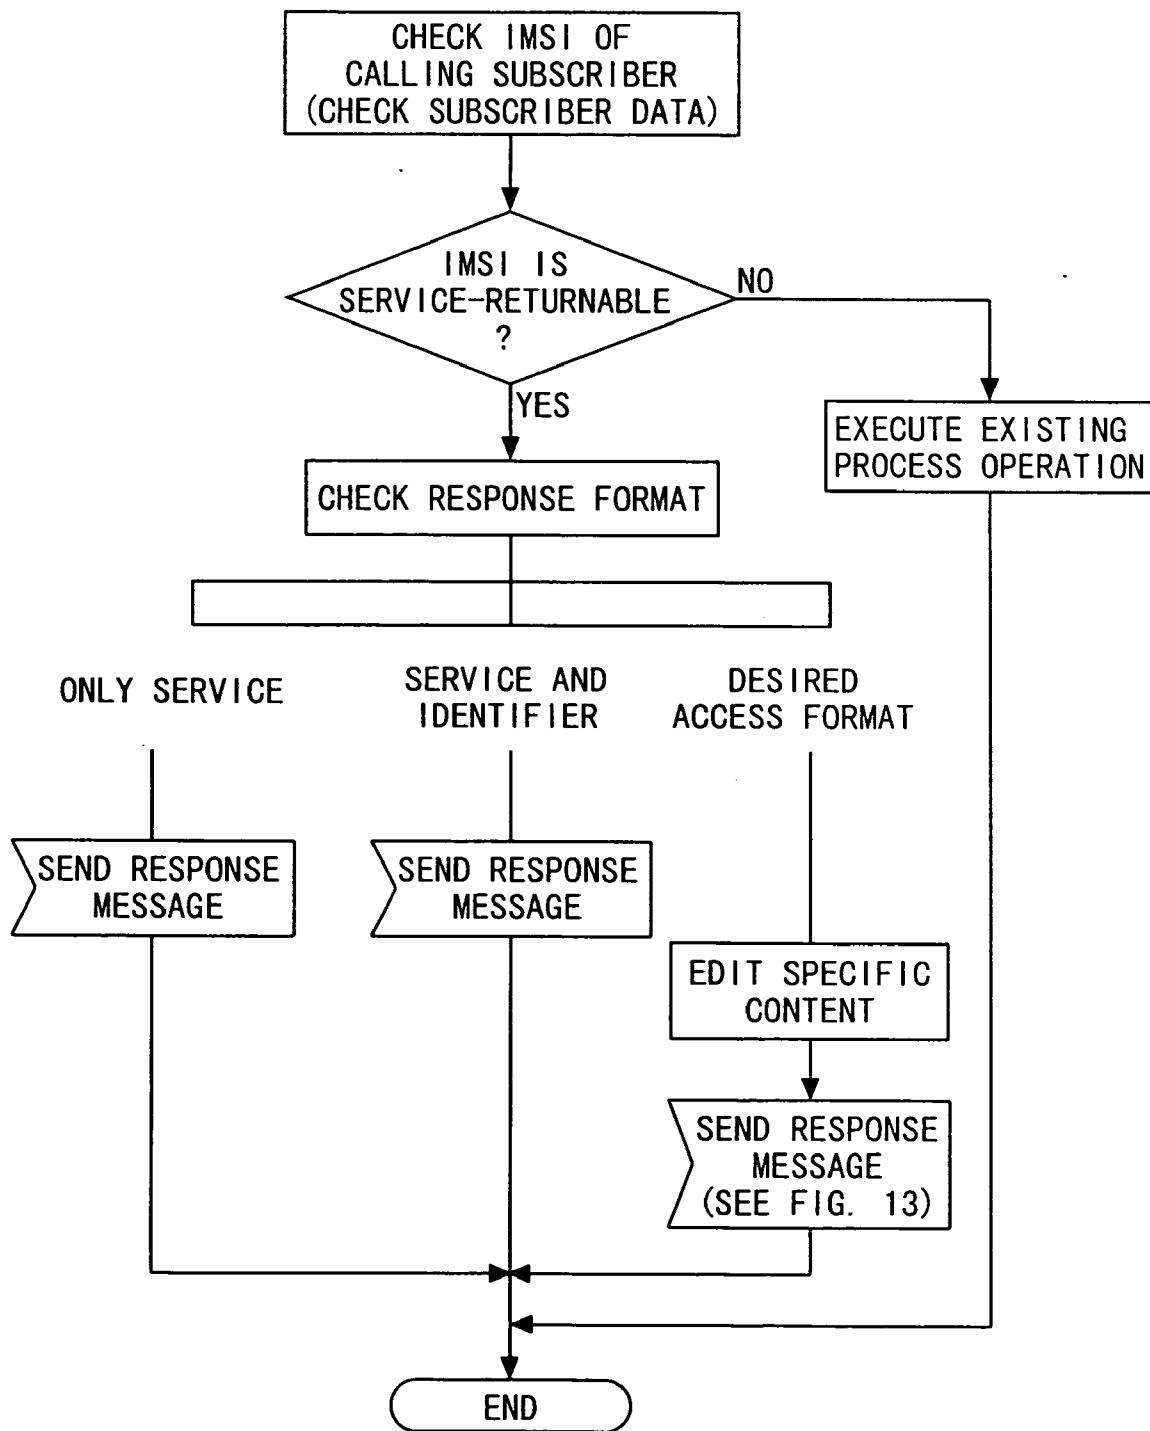 CHECK IMSI OF
CALLING SUBSCRIBER
(CHECK SUBSCRIBER DATA)
IMSI IS
SERVICE-RETURNABLE
?
NO
YES
EXECUTE EXISTING
PROCESS OPERATION
CHECK RESPONSE FORMAT
ONLY SERVICE
SERVICE AND
IDENTIFIER
DESIRED
ACCESS FORMAT
SEND RESPONSE
MESSAGE
SEND RESPONSE
MESSAGE
EDIT SPECIFIC
CONTENT
SEND RESPONSE
MESSAGE
(SEE FIG. 13)
END